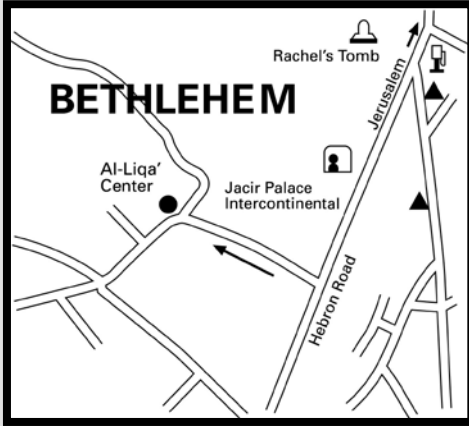 Rachel's Tomb
BETHLEHEM
Jerusalem
Al-Liqa'
Center
Jacir Palace
Intercontinental
Hebron Road